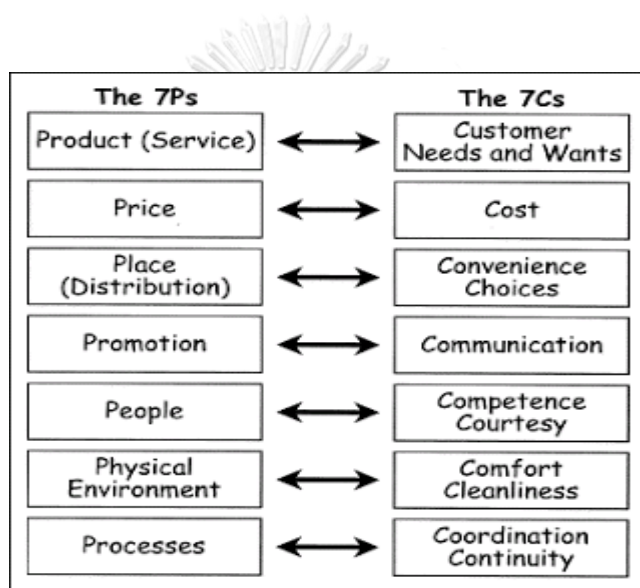 The 7Ps The 7Cs
Product (Service) Customer
Needs and Wants
Price Cost
Place
(Distribution) Convenience
Choices
Promotion Communication
People Competence
Courtesy
Physical
Environment Comfort
Cleanliness
Processes Coordination
Continuity